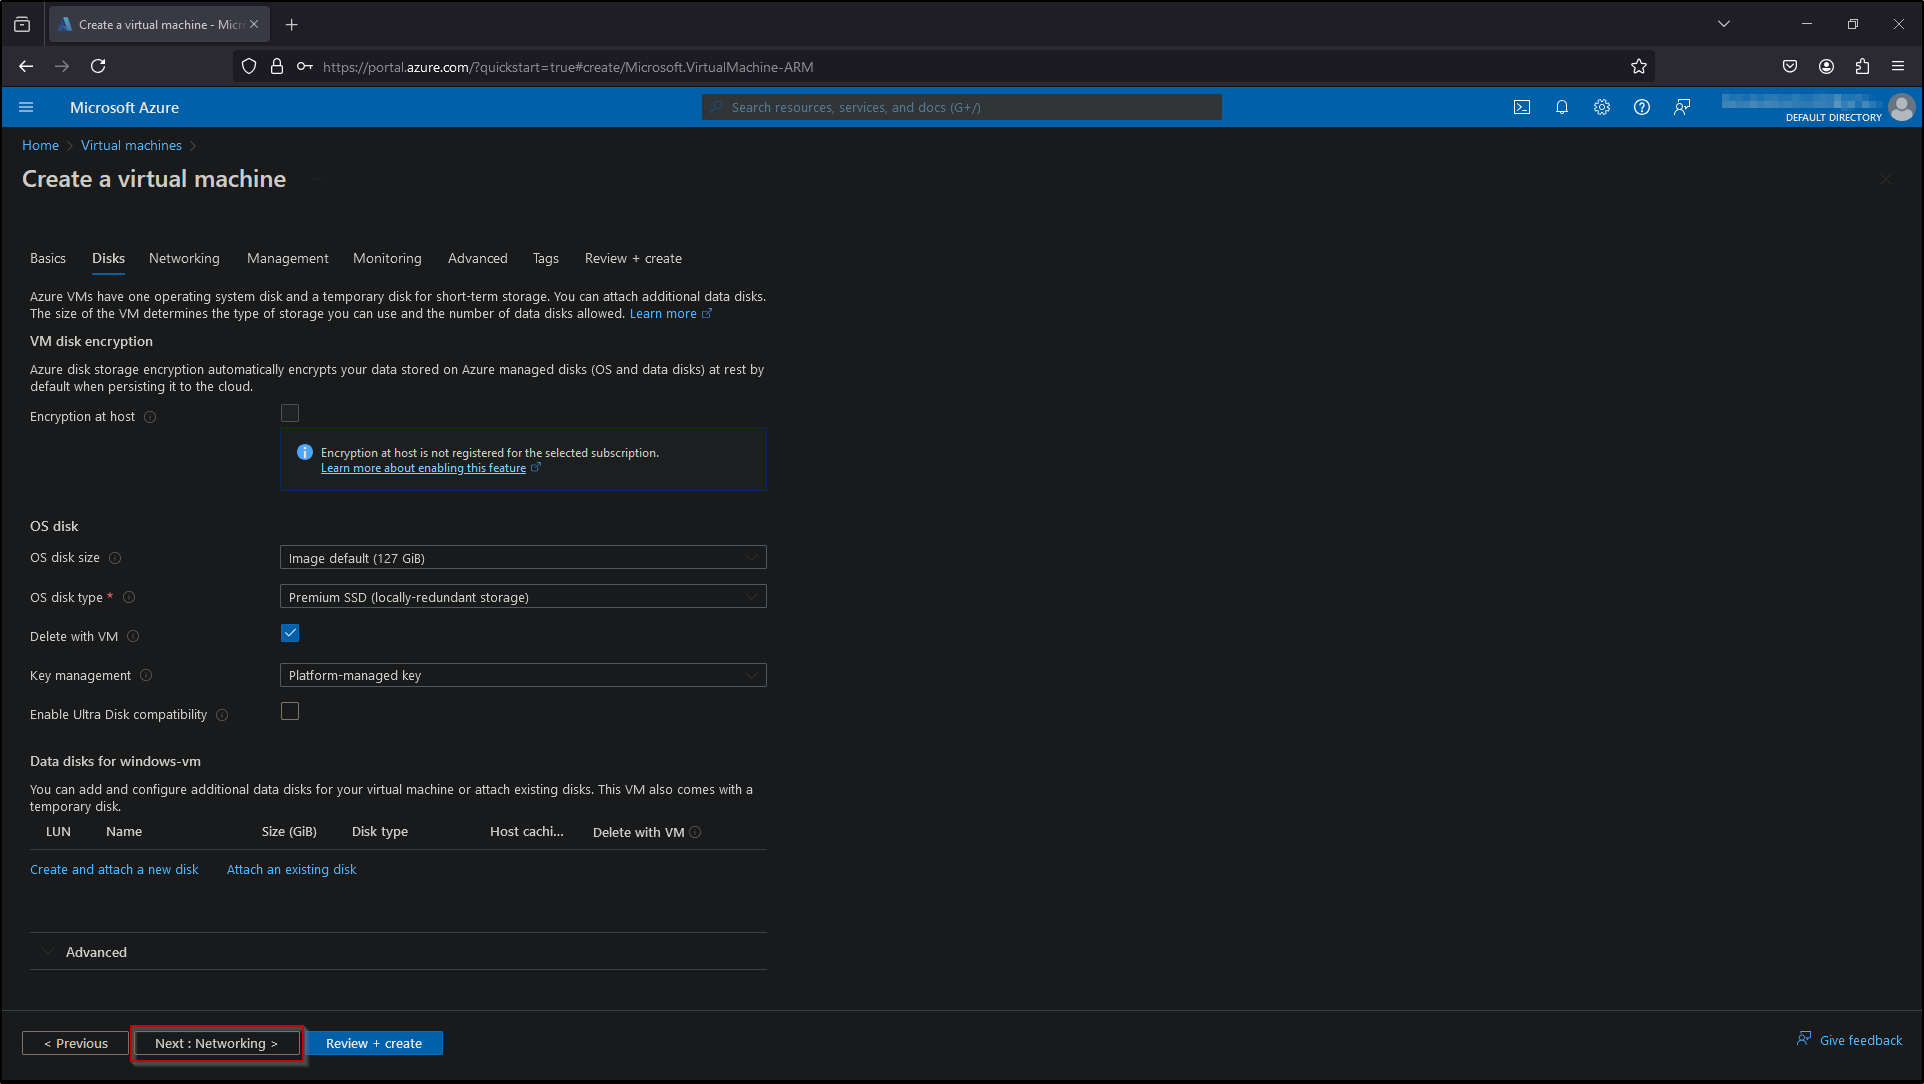 Create a virtual machine - Micr
https://portal.azure.com/?quickstart=true#create/Microsoft.VirtualMachine-ARM
Microsoft Azure
Search resources, services, and docs (G+/)
DEFAULT DIRECTORY
Home > Virtual machines >
Create a virtual machine ...
Basics Disks Networking Management Monitoring Advanced Tags Review + create
Azure VMs have one operating system disk and a temporary disk for short-term storage. You can attach additional data disks.
The size of the VM determines the type of storage you can use and the number of data disks allowed. Learn more
VM disk encryption
Azure disk storage encryption automatically encrypts your data stored on Azure managed disks (OS and data disks) at rest by
default when persisting it to the cloud.
Encryption at host
Encryption at host is not registered for the selected subscription.
Learn more about enabling this feature
OS disk
OS disk size
Image default (127 GiB)
OS disk type *
Premium SSD (locally-redundant storage)
Delete with VM
Key management
Platform-managed key
Enable Ultra Disk compatibility
Data disks for windows-vm
You can add and configure additional data disks for your virtual machine or attach existing disks. This VM also comes with a
temporary disk.
LUN Name Size (GiB) Disk type Host cachi... Delete with VM
Create and attach a new disk Attach an existing disk
Advanced
< Previous Next : Networking > Review + create
Give feedback